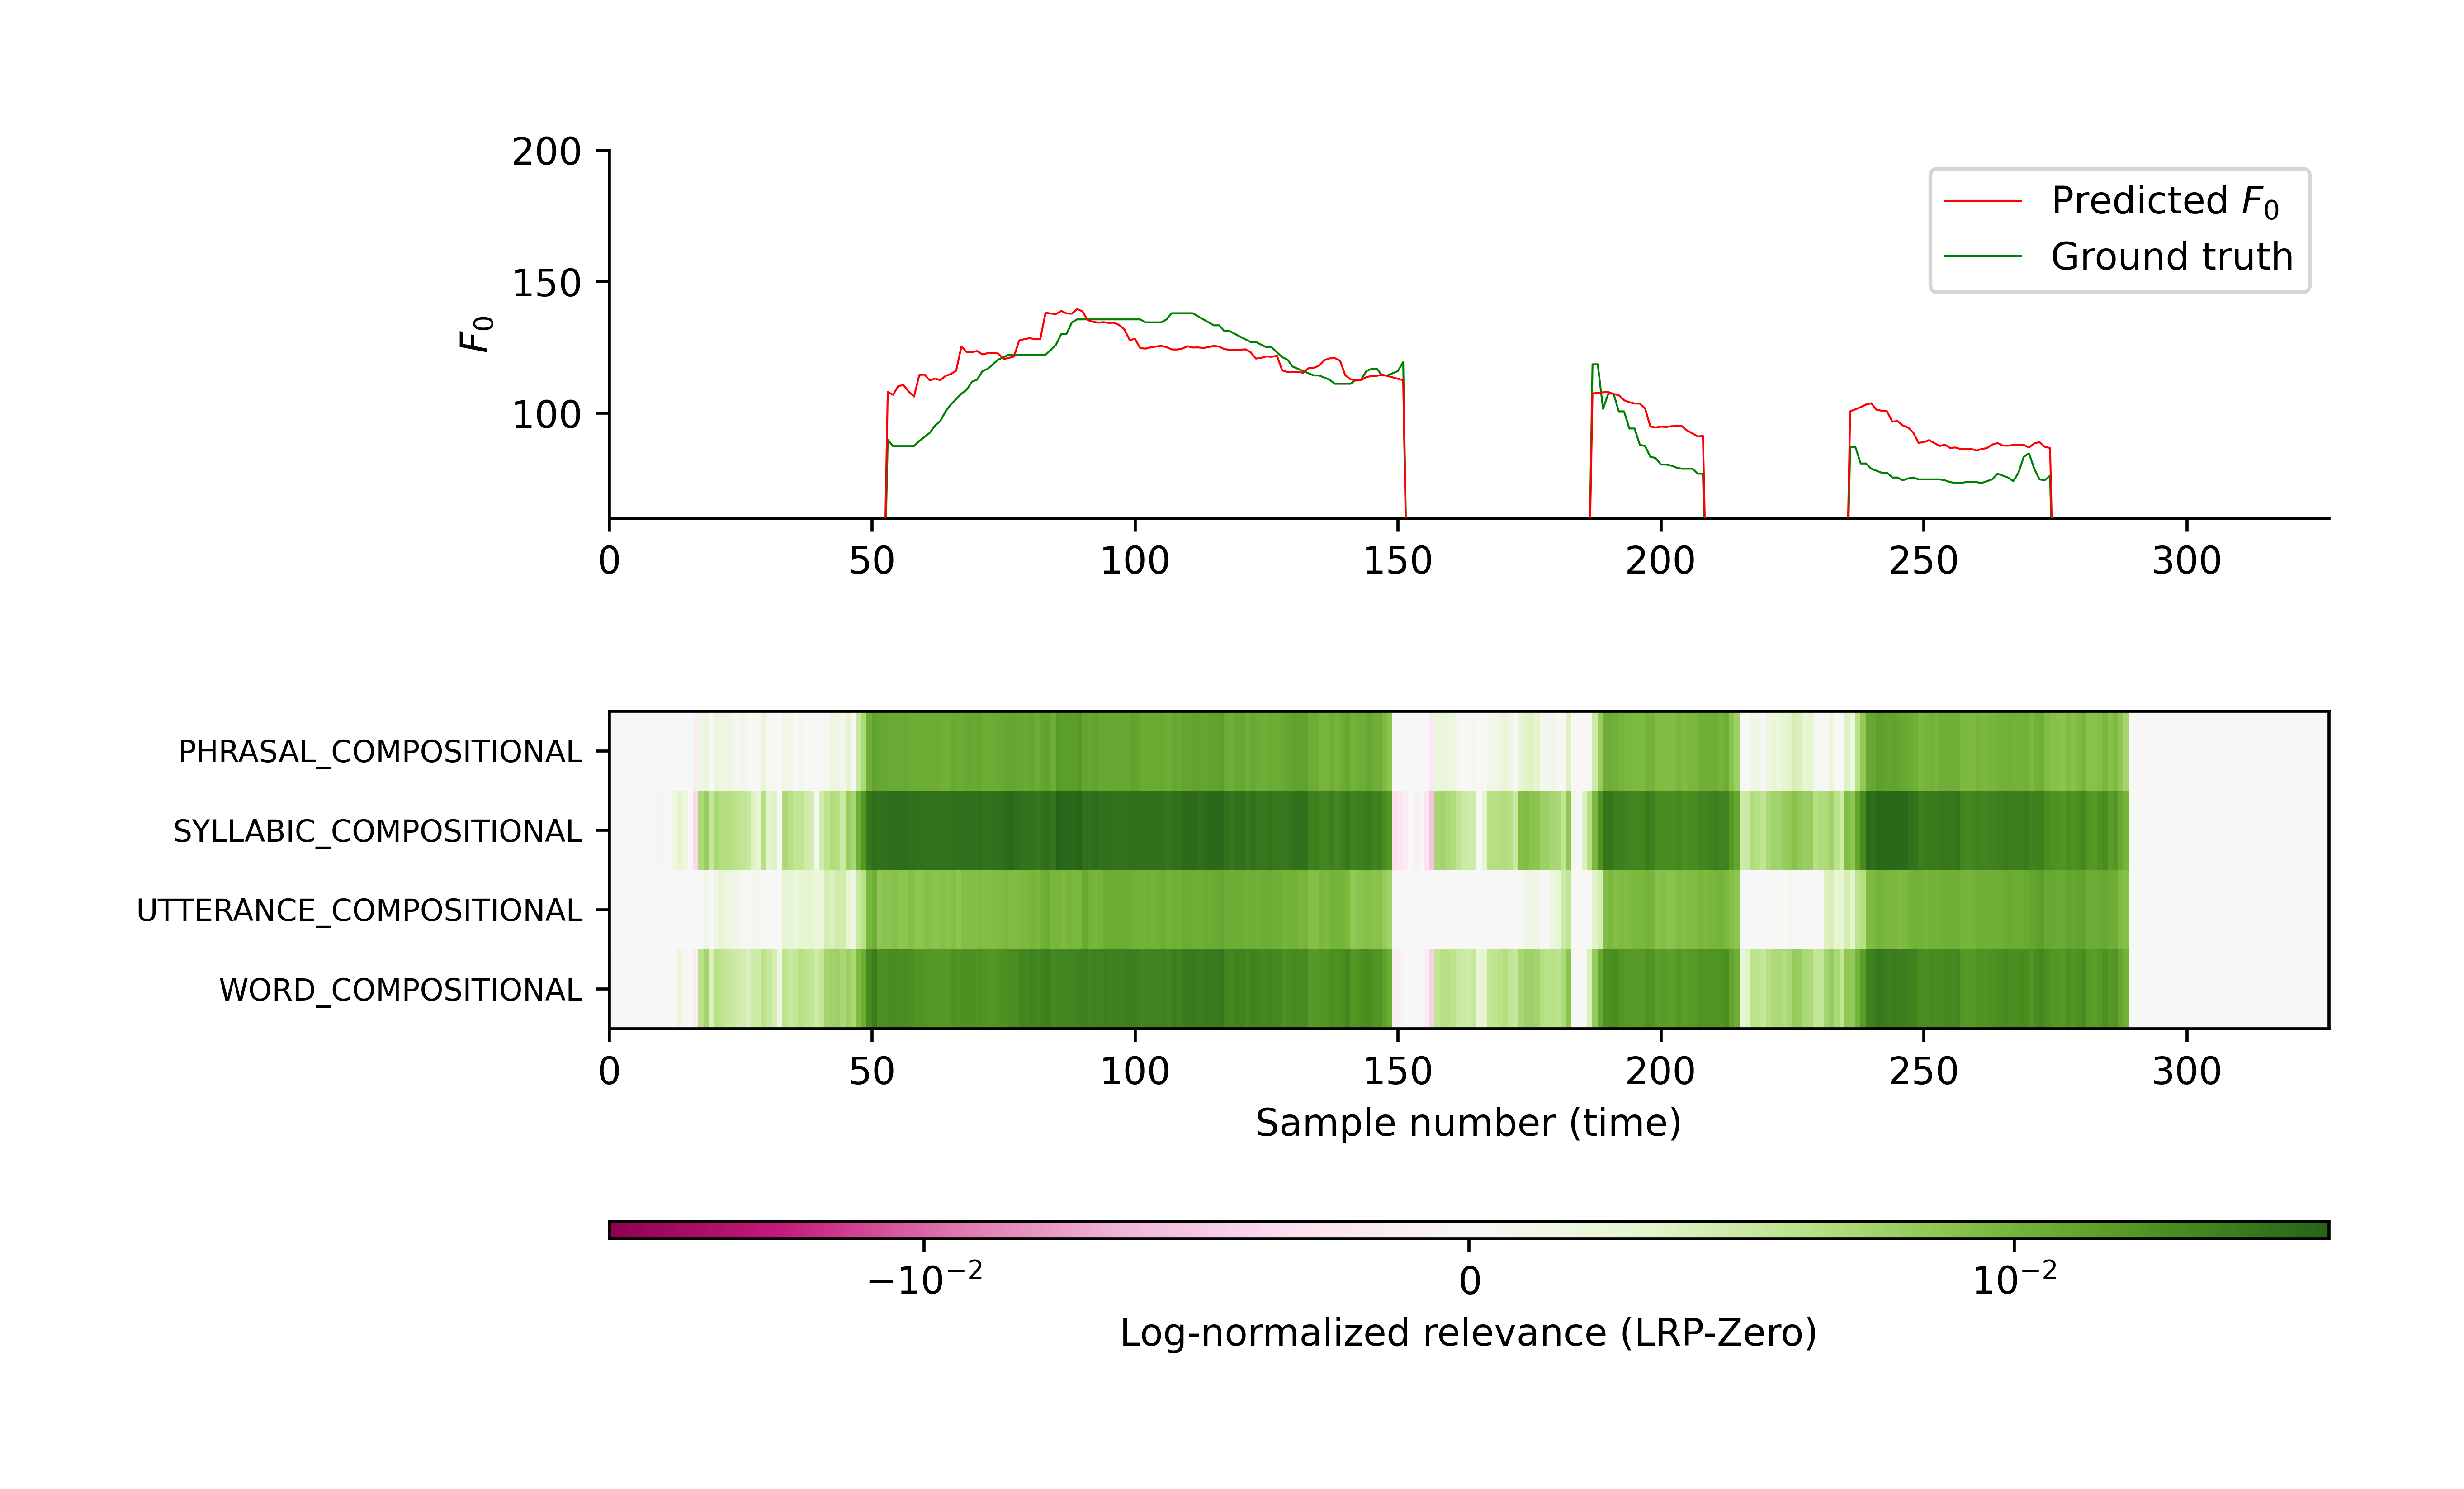 200
150
100
F₀
Predicted F₀
Ground truth
0 50 100 150 200 250 300
PHRASAL_COMPOSITIONAL
SYLLABIC_COMPOSITIONAL
UTTERANCE_COMPOSITIONAL
WORD_COMPOSITIONAL
0 50 100 150 200 250 300
Sample number (time)
−10⁻² 0 10⁻²
Log-normalized relevance (LRP-Zero)